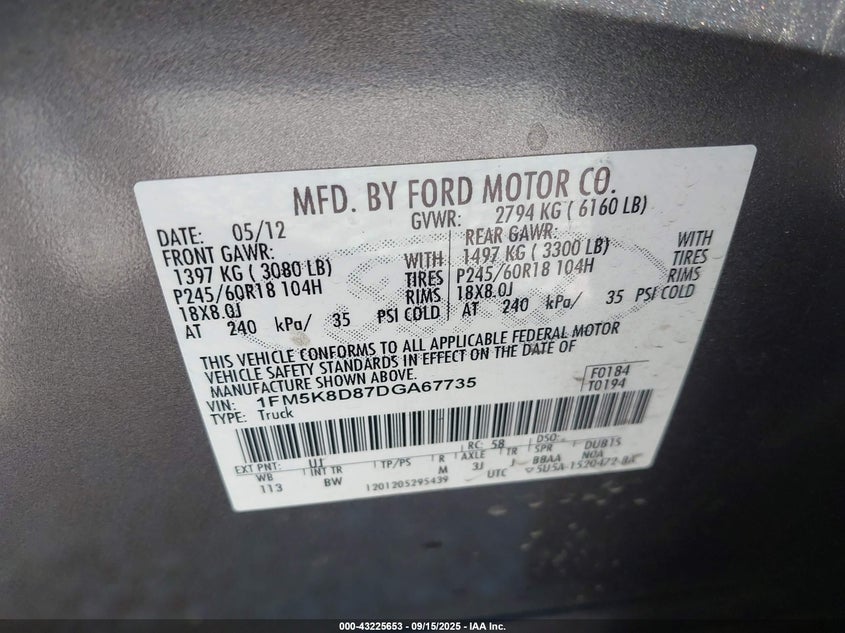 MFD. BY FORD MOTOR CO.
DATE: 05/12
GVWR: 2794 KG ( 6160 LB)
FRONT GAWR: 
1397 KG ( 3080 LB) WITH
P245/60R18 104H TIRES
18X8.0J RIMS
AT 240 kPa/ 35 PSI COLD
REAR GAWR:
1497 KG ( 3300 LB) WITH
P245/60R18 104H TIRES
18X8.0J RIMS
AT 240 kPa/ 35 PSI COLD
THIS VEHICLE CONFORMS TO ALL APPLICABLE FEDERAL MOTOR
VEHICLE SAFETY STANDARDS IN EFFECT ON THE DATE OF
MANUFACTURE SHOWN ABOVE.
VIN: 1FM5K8D87DGA67735
TYPE: Truck
F0184
T0194
EXT PNT: UJ RC: 58 DSO:
WB INT TR TP/PS R AXLE TR SPR DUB15
113 BW M 3J J BBAA NOA
1201205295439 UTC 5U5A-1520472-BA
000-43225653 - 09/15/2025 - IAA Inc.